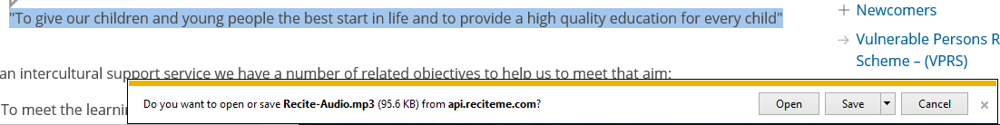 "To give our children and young people the best start in life and to provide a high quality education for every child"
+ Newcomers
→ Vulnerable Persons R
Scheme – (VPRS)
an intercultural support service we have a number of related objectives to help us to meet that aim:
To meet the learni
Do you want to open or save Recite-Audio.mp3 (95.6 KB) from api.reciteme.com?
Open
Save
Cancel
×